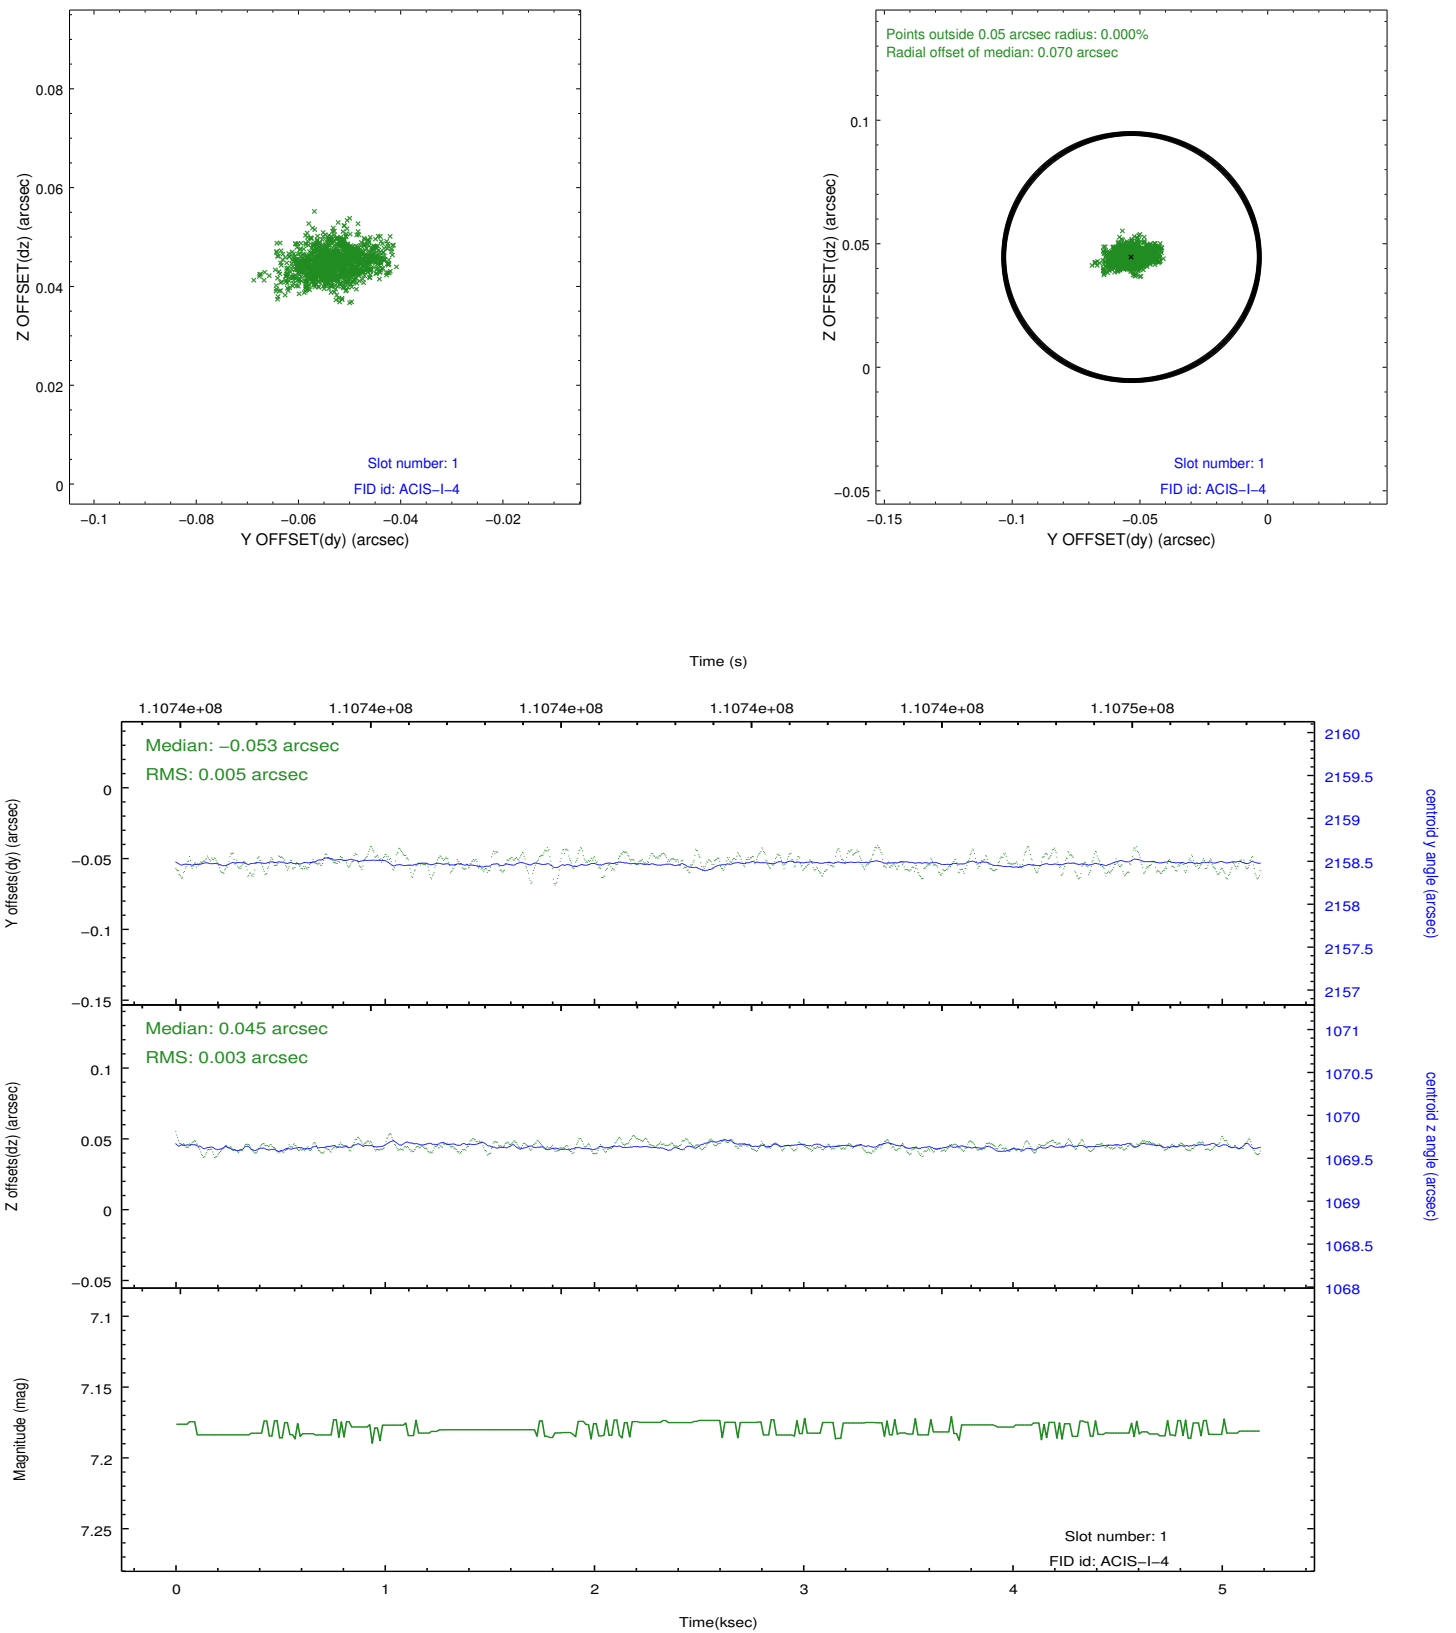 0.08
0.06
0.04
0.02
0
Z OFFSET(dz) (arcsec)
Slot number: 1
FID id: ACIS−I−4
−0.1
−0.08
−0.06
−0.04
−0.02
Y OFFSET(dy) (arcsec)
Points outside 0.05 arcsec radius: 0.000%
Radial offset of median: 0.070 arcsec
0.1
0.05
0
−0.05
Z OFFSET(dz) (arcsec)
Slot number: 1
FID id: ACIS−I−4
−0.15
−0.1
−0.05
0
Y OFFSET(dy) (arcsec)
Time (s)
1.1074e+08
1.1074e+08
1.1074e+08
1.1074e+08
1.1074e+08
1.1075e+08
Median: −0.053 arcsec
RMS: 0.005 arcsec
0
−0.05
−0.1
−0.15
Y offsets(dy) (arcsec)
2160
2159.5
2159
2158.5
2158
2157.5
2157
centroid y angle (arcsec)
Median: 0.045 arcsec
RMS: 0.003 arcsec
0.1
0.05
0
−0.05
Z offsets(dz) (arcsec)
1071
1070.5
1070
1069.5
1069
1068.5
1068
centroid z angle (arcsec)
7.1
7.15
7.2
7.25
Magnitude (mag)
Slot number: 1
FID id: ACIS−I−4
0
1
2
3
4
5
Time(ksec)